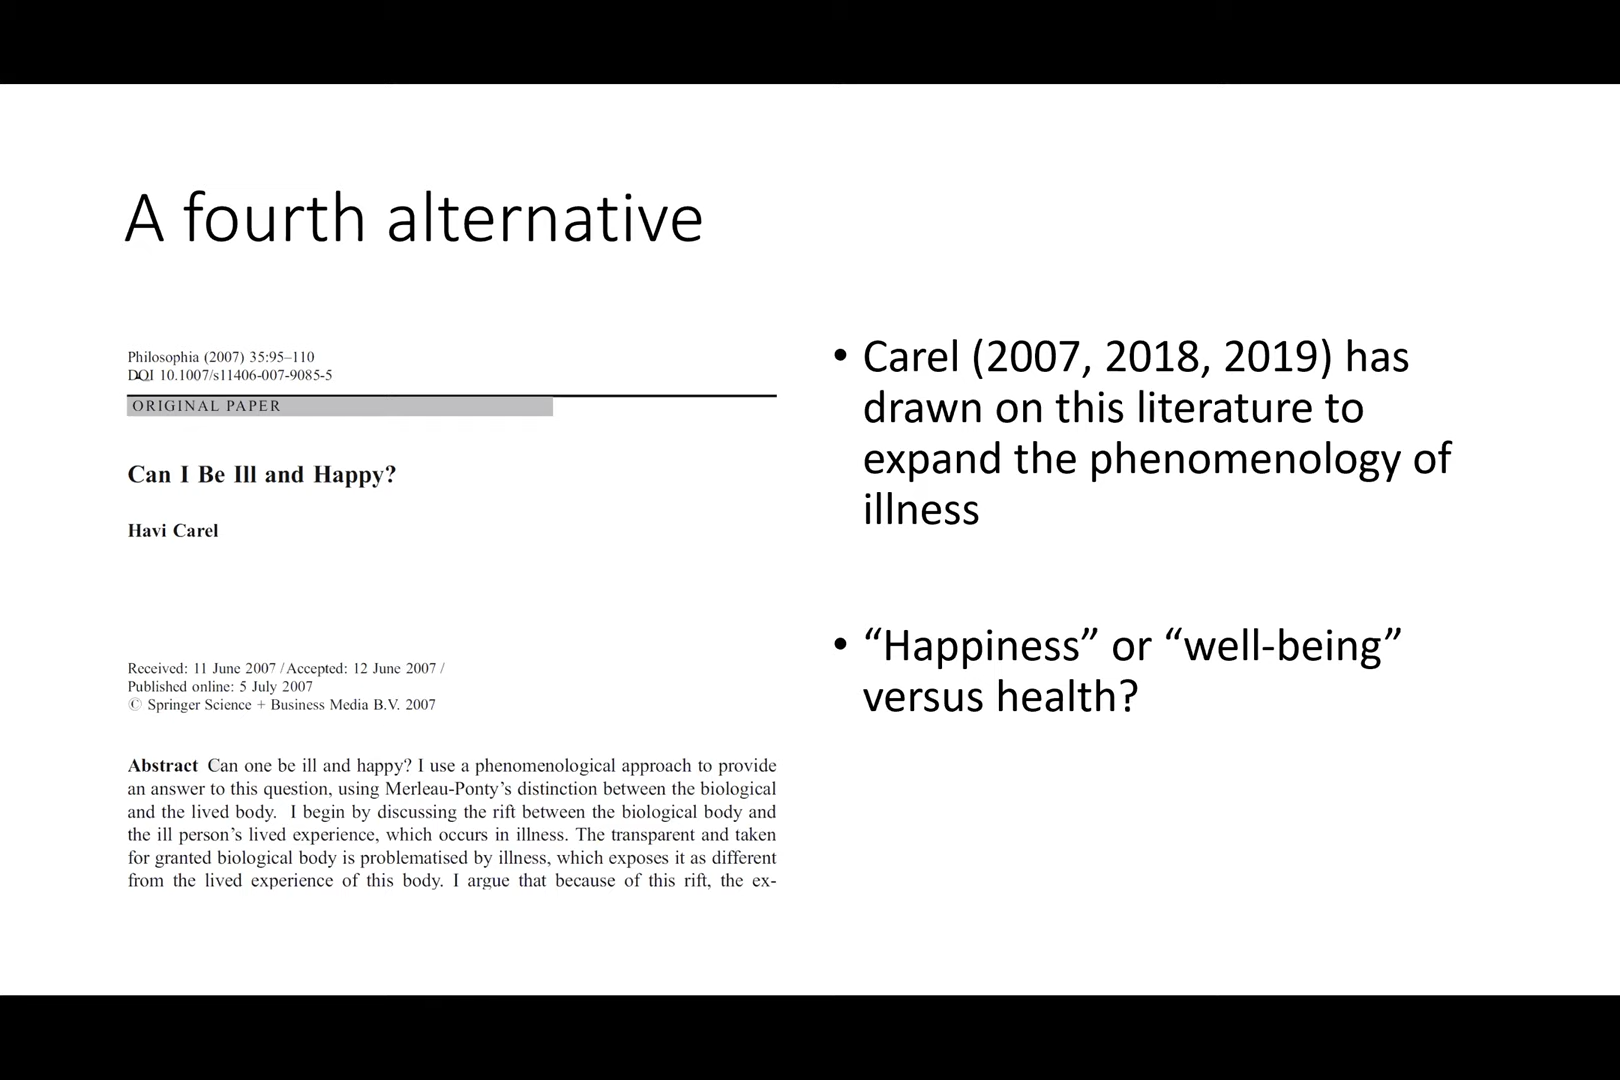 A fourth alternative
Philosophia (2007) 35:95–110
DOI 10.1007/s11406-007-9085-5
ORIGINAL PAPER
Can I Be Ill and Happy?
Havi Carel
Received: 11 June 2007 / Accepted: 12 June 2007 /
Published online: 5 July 2007
© Springer Science + Business Media B.V. 2007
Abstract Can one be ill and happy? I use a phenomenological approach to provide
an answer to this question, using Merleau-Ponty’s distinction between the biological
and the lived body. I begin by discussing the rift between the biological body and
the ill person’s lived experience, which occurs in illness. The transparent and taken
for granted biological body is problematised by illness, which exposes it as different
from the lived experience of this body. I argue that because of this rift, the ex-
• Carel (2007, 2018, 2019) has
drawn on this literature to
expand the phenomenology of
illness
• “Happiness” or “well-being”
versus health?